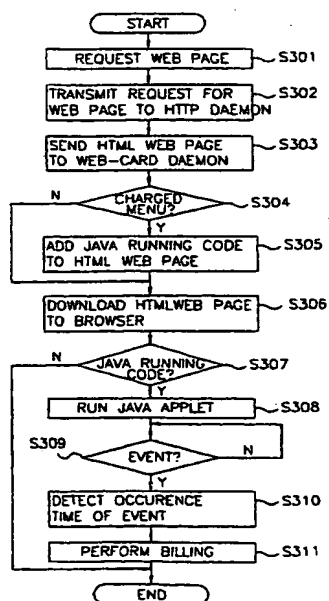 START
REQUEST WEB PAGE
S301
TRANSMIT REQUEST FOR
WEB PAGE TO HTTP DAEMON
S302
SEND HTML WEB PAGE
TO WEB-CARD DAEMON
S303
N
CHARGED
MENU?
S304
Y
ADD JAVA RUNNING CODE
TO HTML WEB PAGE
S305
DOWNLOAD HTMLWEB PAGE
TO BROWSER
S306
N
JAVA RUNNING
CODE?
S307
Y
RUN JAVA APPLET
S308
S309
EVENT?
N
Y
DETECT OCCURENCE
TIME OF EVENT
S310
PERFORM BILLING
S311
END